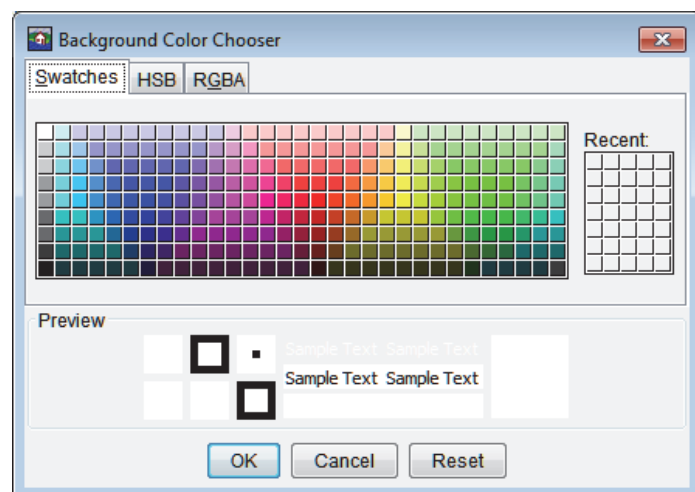 Background Color Chooser
Swatches HSB RGBA
Recent:
Preview
Sample Text Sample Text
Sample Text Sample Text
OK Cancel Reset